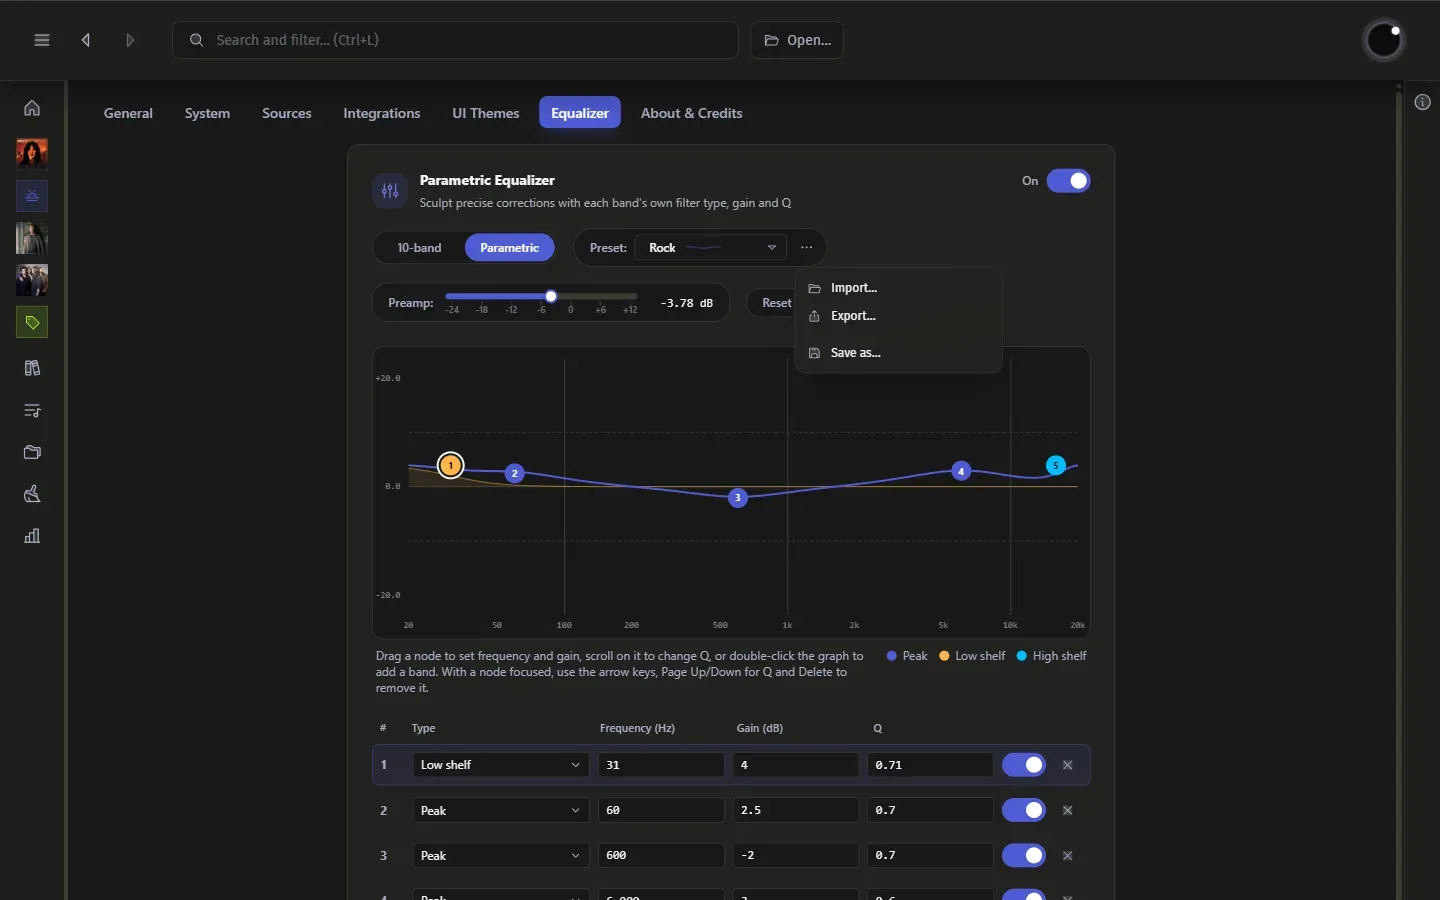 Search and filter... (Ctrl+L)
Open...
General System Sources Integrations UI Themes Equalizer About & Credits
Parametric Equalizer
On
Sculpt precise corrections with each band's own filter type, gain and Q
10-band Parametric Preset: Rock ...
Import...
Preamp: -24 -18 -12 -6 0 +6 +12 -3.78 dB Reset
Export...
Save as...
+20.0
1 2 3 4 5
0.0
-20.0
20 50 100 200 500 1k 2k 5k 10k 20k
Drag a node to set frequency and gain, scroll on it to change Q, or double-click the graph to
add a band. With a node focused, use the arrow keys, Page Up/Down for Q and Delete to
remove it.
Peak Low shelf High shelf
# Type Frequency (Hz) Gain (dB) Q
1 Low shelf 31 4 0.71
2 Peak 60 2.5 0.7
3 Peak 600 -2 0.7